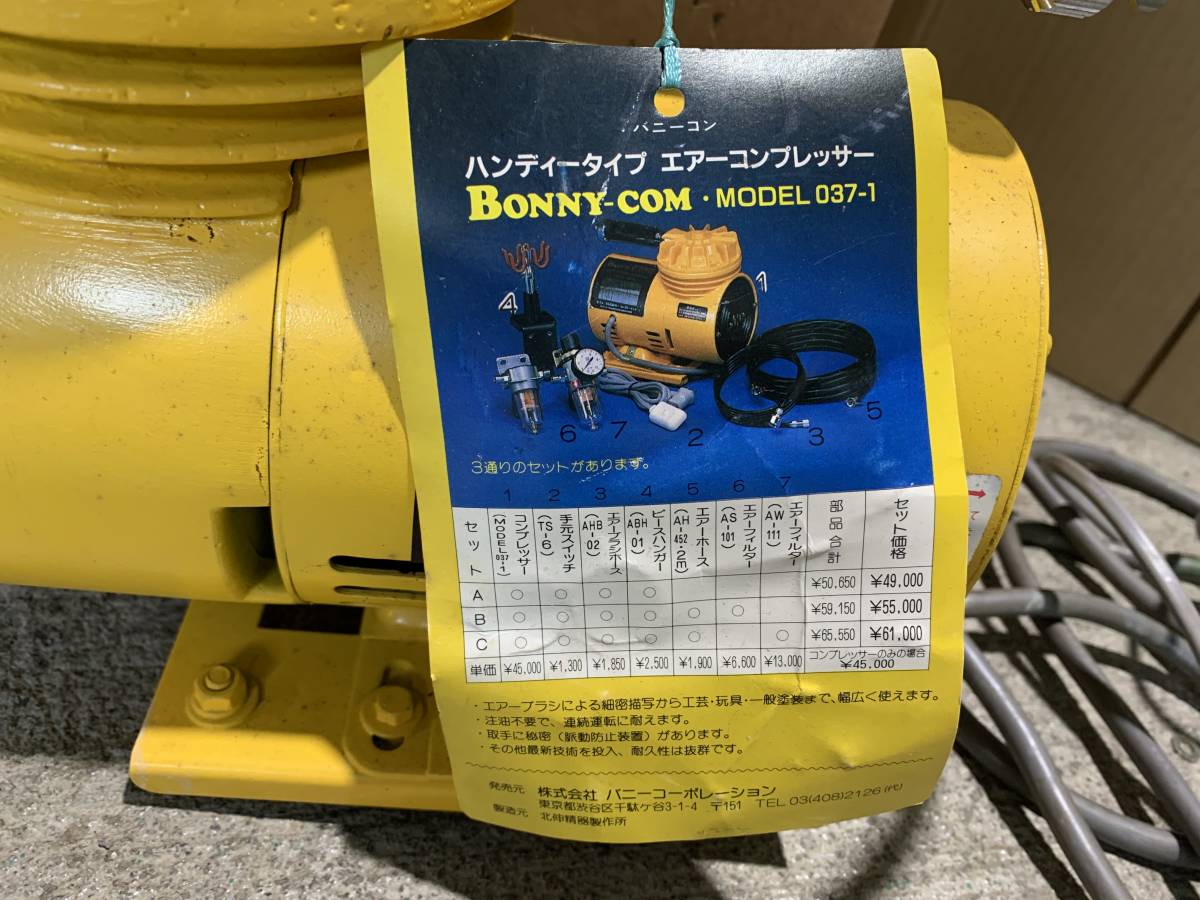 バニーコン
ハンディータイプ エアーコンプレッサー
BONNY-COM・MODEL 037-1
1
4
5
6 7 2 3
3通りのセットがあります。
1 2 3 4 5 6 7
セット
コンプレッサー (MODEL 037-1)
手元スイッチ (TS-6)
エアーブラシホース (AHB-02)
ピースハンガー (ABH-01)
エアーホース (AH-452・2m)
エアーフィルター (AS-101)
エアーフィルター (AW-111)
部品合計
セット価格
A ○ ○ ○ ○ ¥50.650 ¥49.000
B ○ ○ ○ ○ ○ ○ ¥59.150 ¥55.000
C ○ ○ ○ ○ ○ ○ ¥65.550 ¥61.000
単価 ¥45.000 ¥1.300 ¥1.850 ¥2.500 ¥1.900 ¥6.600 ¥13.000 コンプレッサーのみの場合 ¥45.000
・エアーブラシによる細密描写から工芸・玩具・一般塗装まで、幅広く使えます。
・注油不要で、連続運転に耐えます。
・取手に秘密（脈動防止装置）があります。
・その他最新技術を投入、耐久性は抜群です。
発売元 株式会社 バニーコーポレーション
東京都渋谷区千駄ケ谷3-1-4 〒151 TEL 03(408)2126(代)
製造元 北伸精器製作所